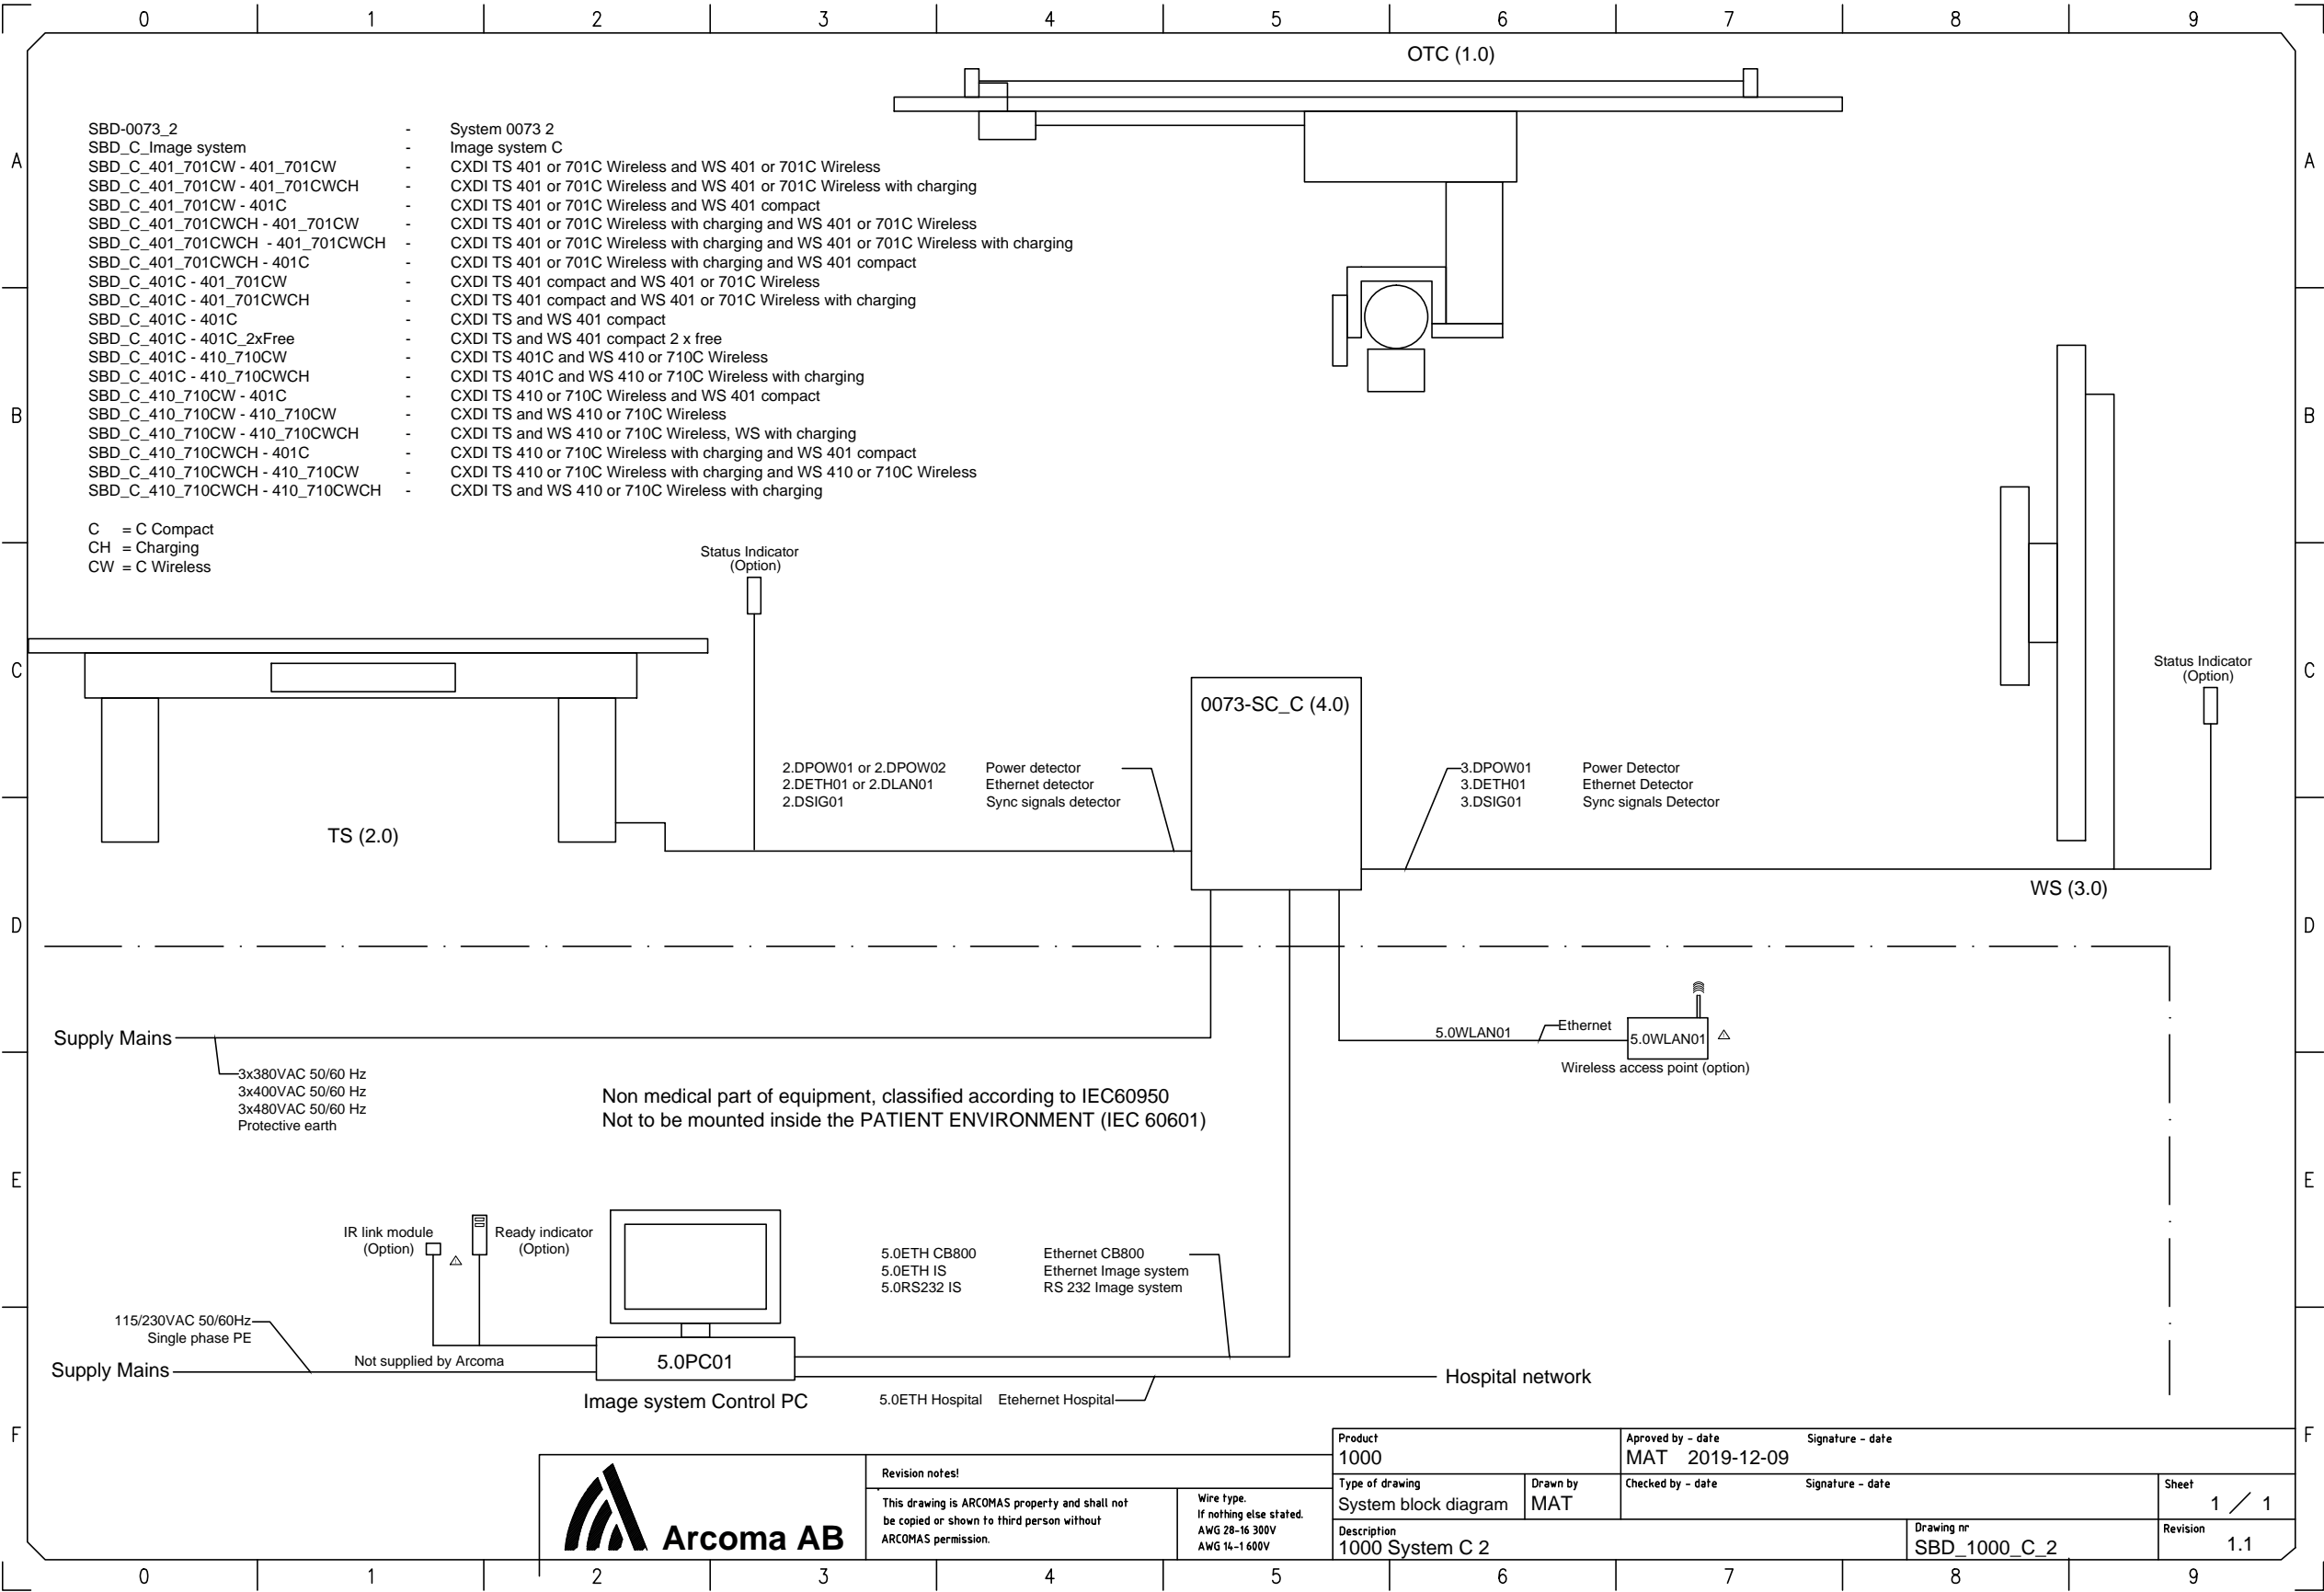 0 1 2 3 4 5 6 7 8 9
OTC (1.0)
SBD-0073_2 - System 0073 2
SBD_C_Image system - Image system C
SBD_C_401_701CW - 401_701CW - CXDI TS 401 or 701C Wireless and WS 401 or 701C Wireless
SBD_C_401_701CW - 401_701CWCH - CXDI TS 401 or 701C Wireless and WS 401 or 701C Wireless with charging
SBD_C_401_701CW - 401C - CXDI TS 401 or 701C Wireless and WS 401 compact
SBD_C_401_701CWCH - 401_701CW - CXDI TS 401 or 701C Wireless with charging and WS 401 or 701C Wireless
SBD_C_401_701CWCH - 401_701CWCH - CXDI TS 401 or 701C Wireless with charging and WS 401 or 701C Wireless with charging
SBD_C_401_701CWCH - 401C - CXDI TS 401 or 701C Wireless with charging and WS 401 compact
SBD_C_401C - 401_701CW - CXDI TS 401 compact and WS 401 or 701C Wireless
SBD_C_401C - 401_701CWCH - CXDI TS 401 compact and WS 401 or 701C Wireless with charging
SBD_C_401C - 401C - CXDI TS and WS 401 compact
SBD_C_401C - 401C_2xFree - CXDI TS and WS 401 compact 2 x free
SBD_C_401C - 410_710CW - CXDI TS 401C and WS 410 or 710C Wireless
SBD_C_401C - 410_710CWCH - CXDI TS 401C and WS 410 or 710C Wireless with charging
SBD_C_410_710CW - 401C - CXDI TS 410 or 710C Wireless and WS 401 compact
SBD_C_410_710CW - 410_710CW - CXDI TS and WS 410 or 710C Wireless
SBD_C_410_710CW - 410_710CWCH - CXDI TS and WS 410 or 710C Wireless, WS with charging
SBD_C_410_710CWCH - 401C - CXDI TS 410 or 710C Wireless with charging and WS 401 compact
SBD_C_410_710CWCH - 410_710CW - CXDI TS 410 or 710C Wireless with charging and WS 410 or 710C Wireless
SBD_C_410_710CWCH - 410_710CWCH - CXDI TS and WS 410 or 710C Wireless with charging
C = C Compact
CH = Charging
CW = C Wireless
A A
B B
C C
D D
E E
F F
Status Indicator
(Option)
Status Indicator
(Option)
0073-SC_C (4.0)
2.DPOW01 or 2.DPOW02 Power detector
2.DETH01 or 2.DLAN01 Ethernet detector
2.DSIG01 Sync signals detector
3.DPOW01 Power Detector
3.DETH01 Ethernet Detector
3.DSIG01 Sync signals Detector
TS (2.0)
WS (3.0)
Supply Mains
3x380VAC 50/60 Hz
3x400VAC 50/60 Hz
3x480VAC 50/60 Hz
Protective earth
5.0WLAN01 Ethernet
5.0WLAN01
Wireless access point (option)
Non medical part of equipment, classified according to IEC60950
Not to be mounted inside the PATIENT ENVIRONMENT (IEC 60601)
IR link module
(Option)
Ready indicator
(Option)
5.0ETH CB800 Ethernet CB800
5.0ETH IS Ethernet Image system
5.0RS232 IS RS 232 Image system
115/230VAC 50/60Hz
Single phase PE
Supply Mains
Not supplied by Arcoma
5.0PC01
Image system Control PC
5.0ETH Hospital Etehernet Hospital
Hospital network
Arcoma AB
Revision notes!
This drawing is ARCOMAS property and shall not
be copied or shown to third person without
ARCOMAS permission.
Wire type.
If nothing else stated.
AWG 28-16 300V
AWG 14-1 600V
Product
1000
Aproved by - date Signature - date
MAT 2019-12-09
Type of drawing
System block diagram
Drawn by
MAT
Checked by - date Signature - date
Sheet
1 / 1
Description
1000 System C 2
Drawing nr
SBD_1000_C_2
Revision
1.1
0 1 2 3 4 5 6 7 8 9